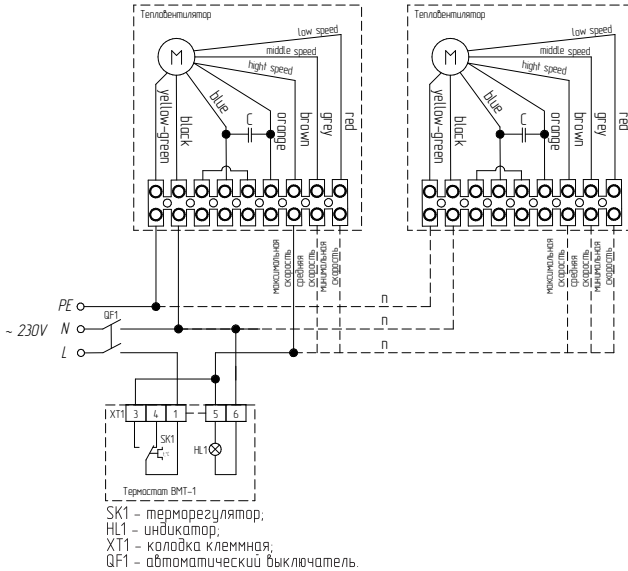 Тепловентилятор
Тепловентилятор
low speed
middle speed
hight speed
low speed
middle speed
hight speed
M
M
yellow-green
black
blue
C
orange
brown
grey
red
yellow-green
black
blue
C
orange
brown
grey
red
максимальная
скорость
средняя
скорость
минимальная
скорость
максимальная
скорость
средняя
скорость
минимальная
скорость
PE
n
QF1
~ 230V N
n
L
n
XT1 3 4 1 5 6
SK1
t°C
HL1
Термостат ВМТ-1
SK1 - терморегулятор;
HL1 - индикатор;
XT1 - колодка клеммная;
QF1 - автоматический выключатель.